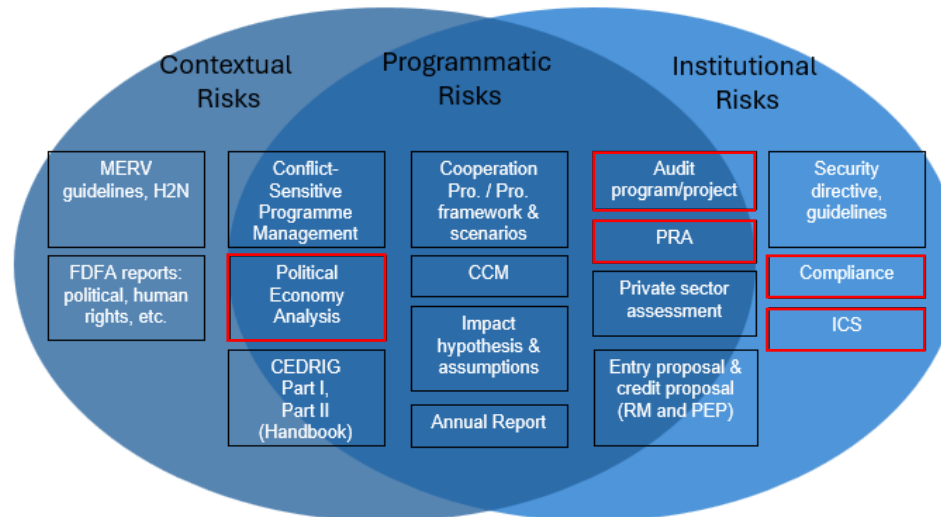 Contextual
Risks
Programmatic
Risks
Institutional
Risks
MERV
guidelines, H2N
FDFA reports:
political, human
rights, etc.
Conflict-
Sensitive
Programme
Management
Political
Economy
Analysis
CEDRIG
Part I,
Part II
(Handbook)
Cooperation
Pro. / Pro.
framework &
scenarios
CCM
Impact
hypothesis &
assumptions
Annual Report
Audit
program/project
PRA
Private sector
assessment
Entry proposal &
credit proposal
(RM and PEP)
Security
directive,
guidelines
Compliance
ICS